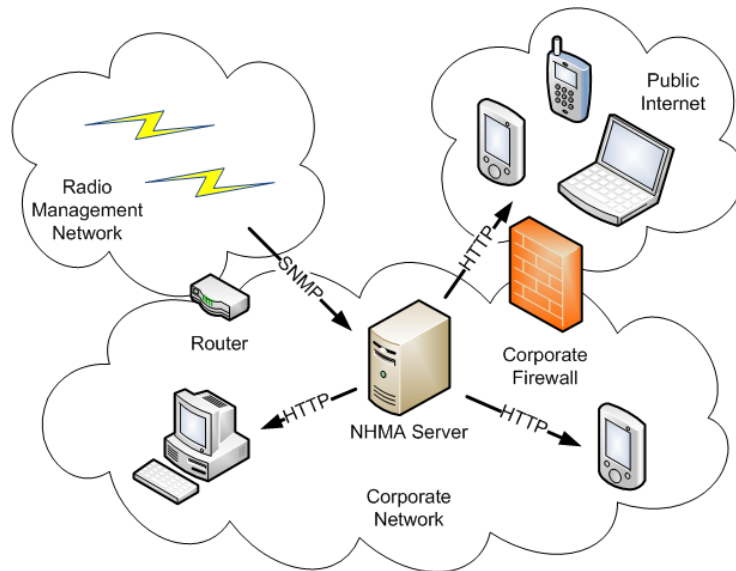 Public
Internet
Radio
Management
Network
HTTP
SNMP
Router
Corporate
Firewall
HTTP
NHMA Server
HTTP
Corporate
Network